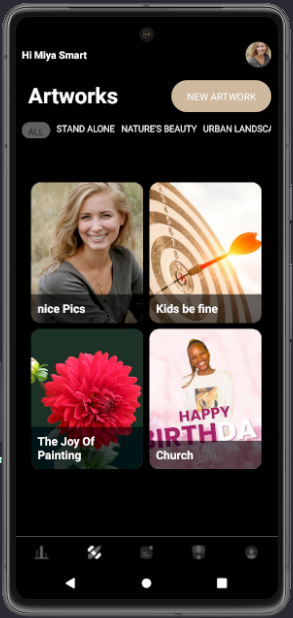 Hi Miya Smart
Artworks
NEW ARTWORK
ALL STAND ALONE NATURE'S BEAUTY URBAN LANDSCA
nice Pics
Kids be fine
The Joy Of
Painting
HAPPY
BIRTHDA
Church